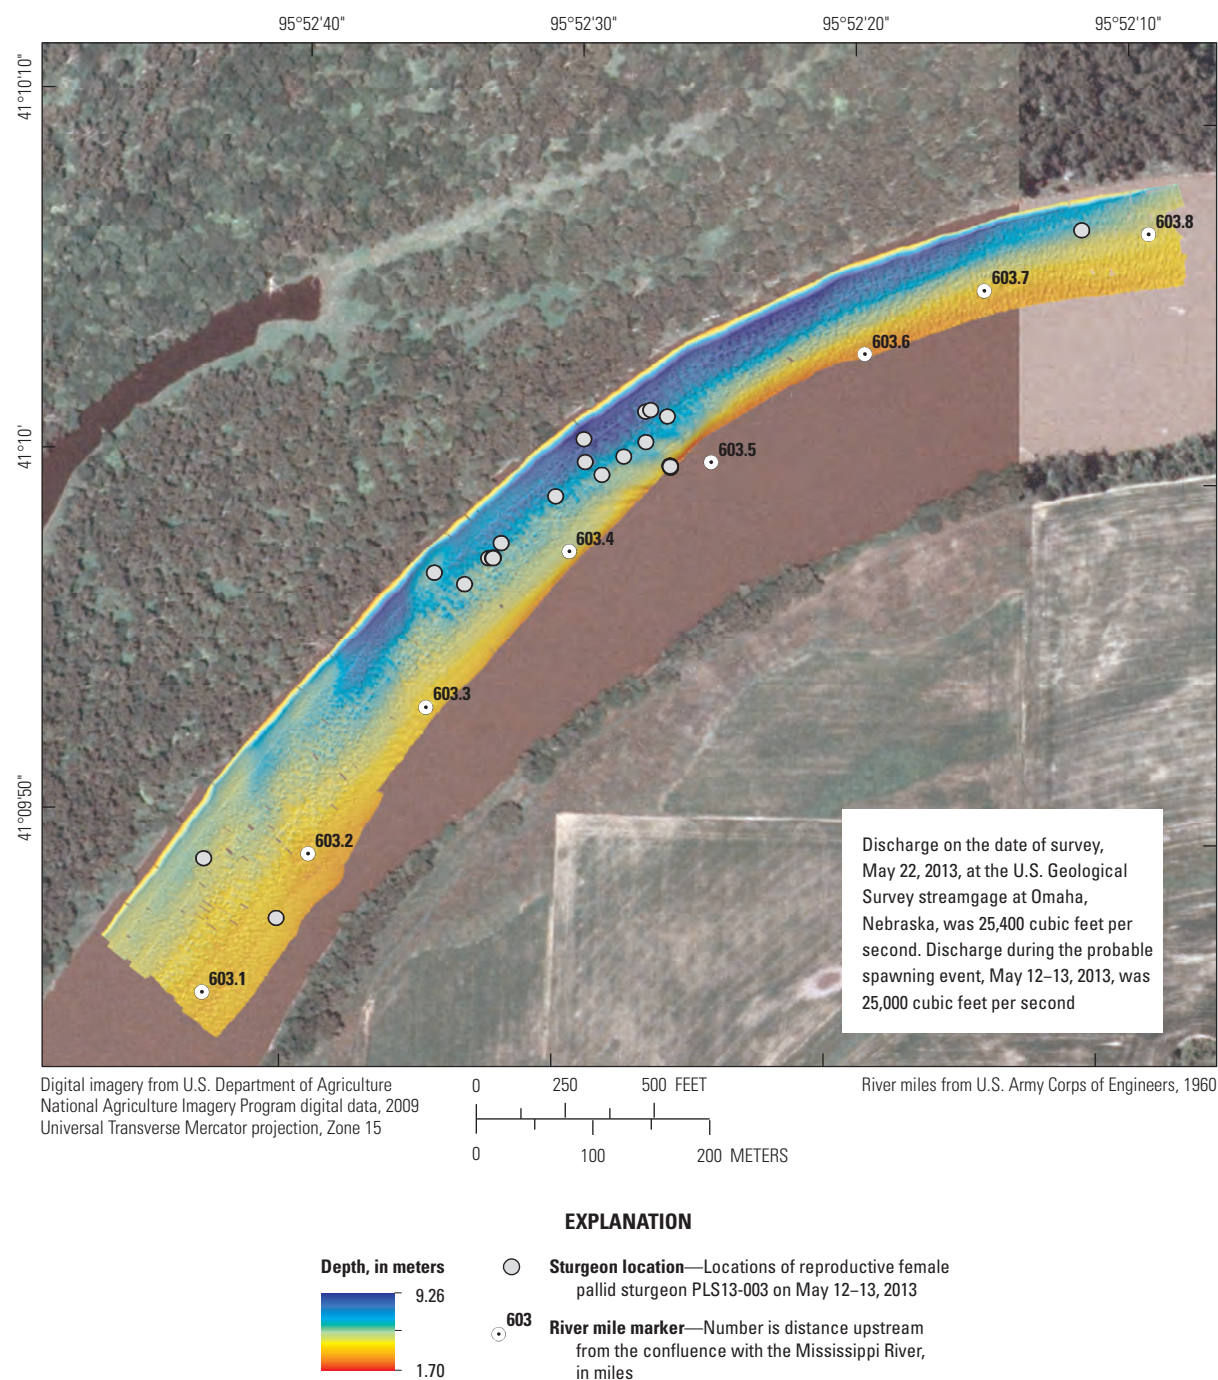 95°52'40"
95°52'30"
95°52'20"
95°52'10"
41°10'10"
41°10'
41°09'50"
603.8
603.7
603.6
603.5
603.4
603.3
603.2
603.1
Discharge on the date of survey,
May 22, 2013, at the U.S. Geological
Survey streamgage at Omaha,
Nebraska, was 25,400 cubic feet per
second. Discharge during the probable
spawning event, May 12–13, 2013, was
25,000 cubic feet per second
Digital imagery from U.S. Department of Agriculture
National Agriculture Imagery Program digital data, 2009
Universal Transverse Mercator projection, Zone 15
0 250 500 FEET
0 100 200 METERS
River miles from U.S. Army Corps of Engineers, 1960
EXPLANATION
Depth, in meters
9.26
1.70
Sturgeon location—Locations of reproductive female
pallid sturgeon PLS13-003 on May 12–13, 2013
603
River mile marker—Number is distance upstream
from the confluence with the Mississippi River,
in miles